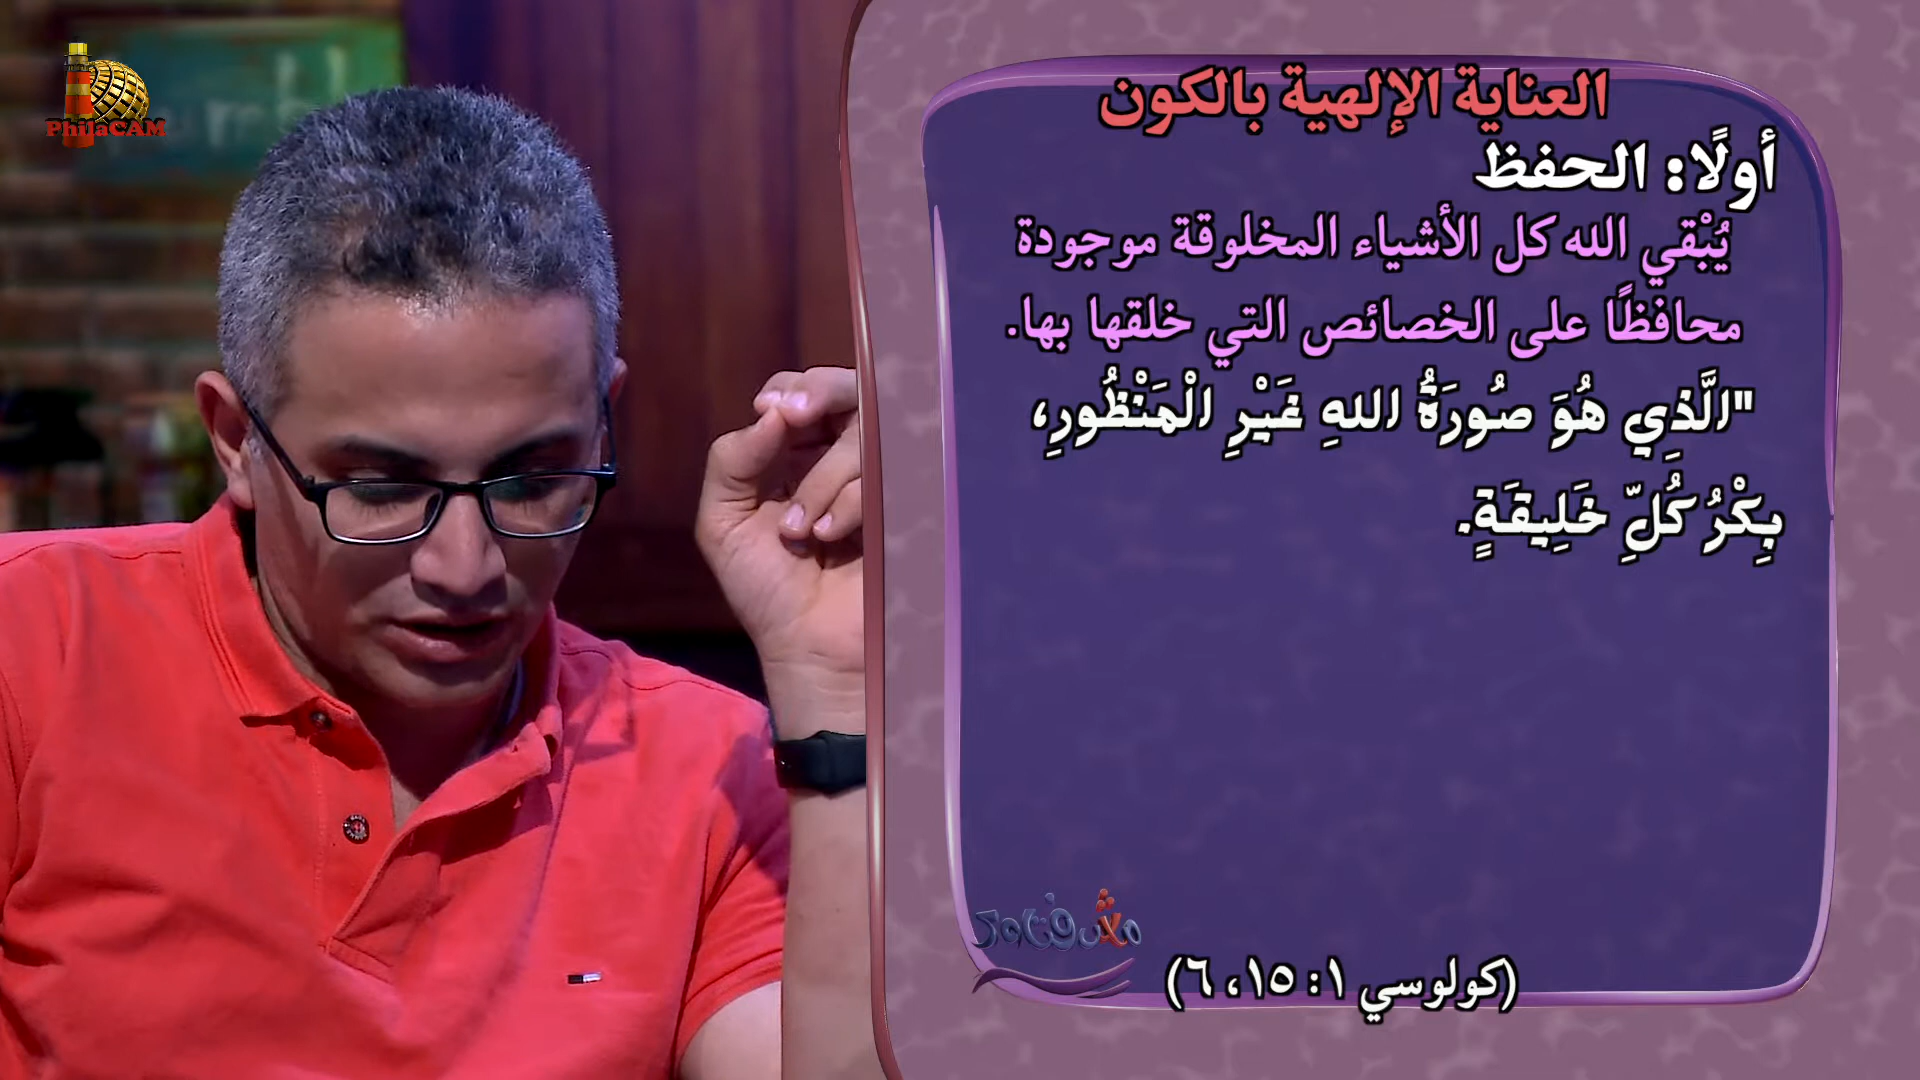 PhilaCAM
العناية الإلهية بالكون
أولًا: الحفظ
يُبْقي الله كل الأشياء المخلوقة موجودة
محافظًا على الخصائص التي خلقها بها.
"الَّذِي هُوَ صُورَةُ اللهِ غَيْرِ الْمَنْظُورِ،
بِكْرُ كُلِّ خَلِيقَةٍ.
(كولوسي ١: ١٥، ٦)